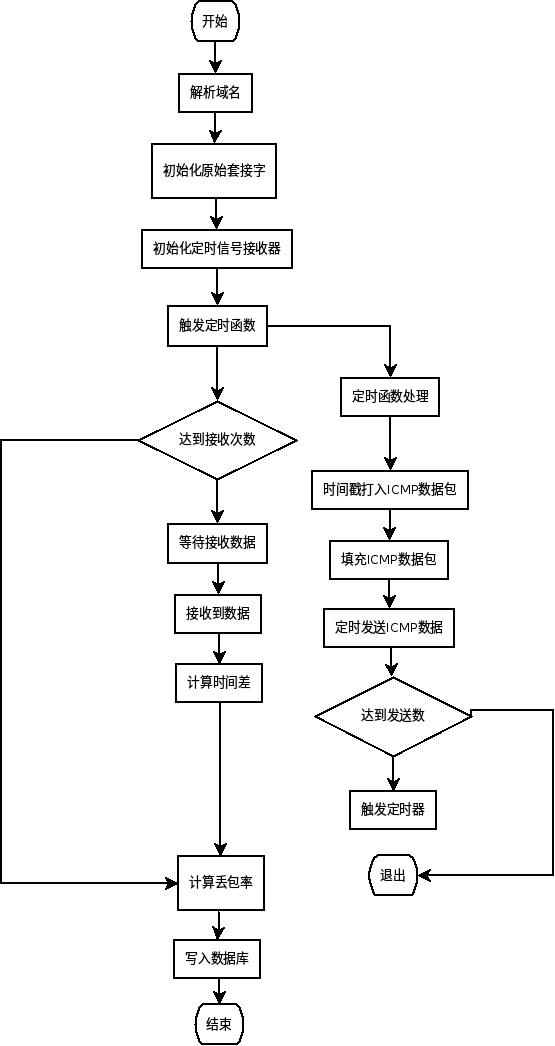 开始
解析域名
初始化原始套接字
初始化定时信号接收器
触发定时函数
定时函数处理
达到接收次数
时间戳打入ICMP数据包
等待接收数据
填充ICMP数据包
接收到数据
定时发送ICMP数据
计算时间差
达到发送数
触发定时器
计算丢包率
退出
写入数据库
结束